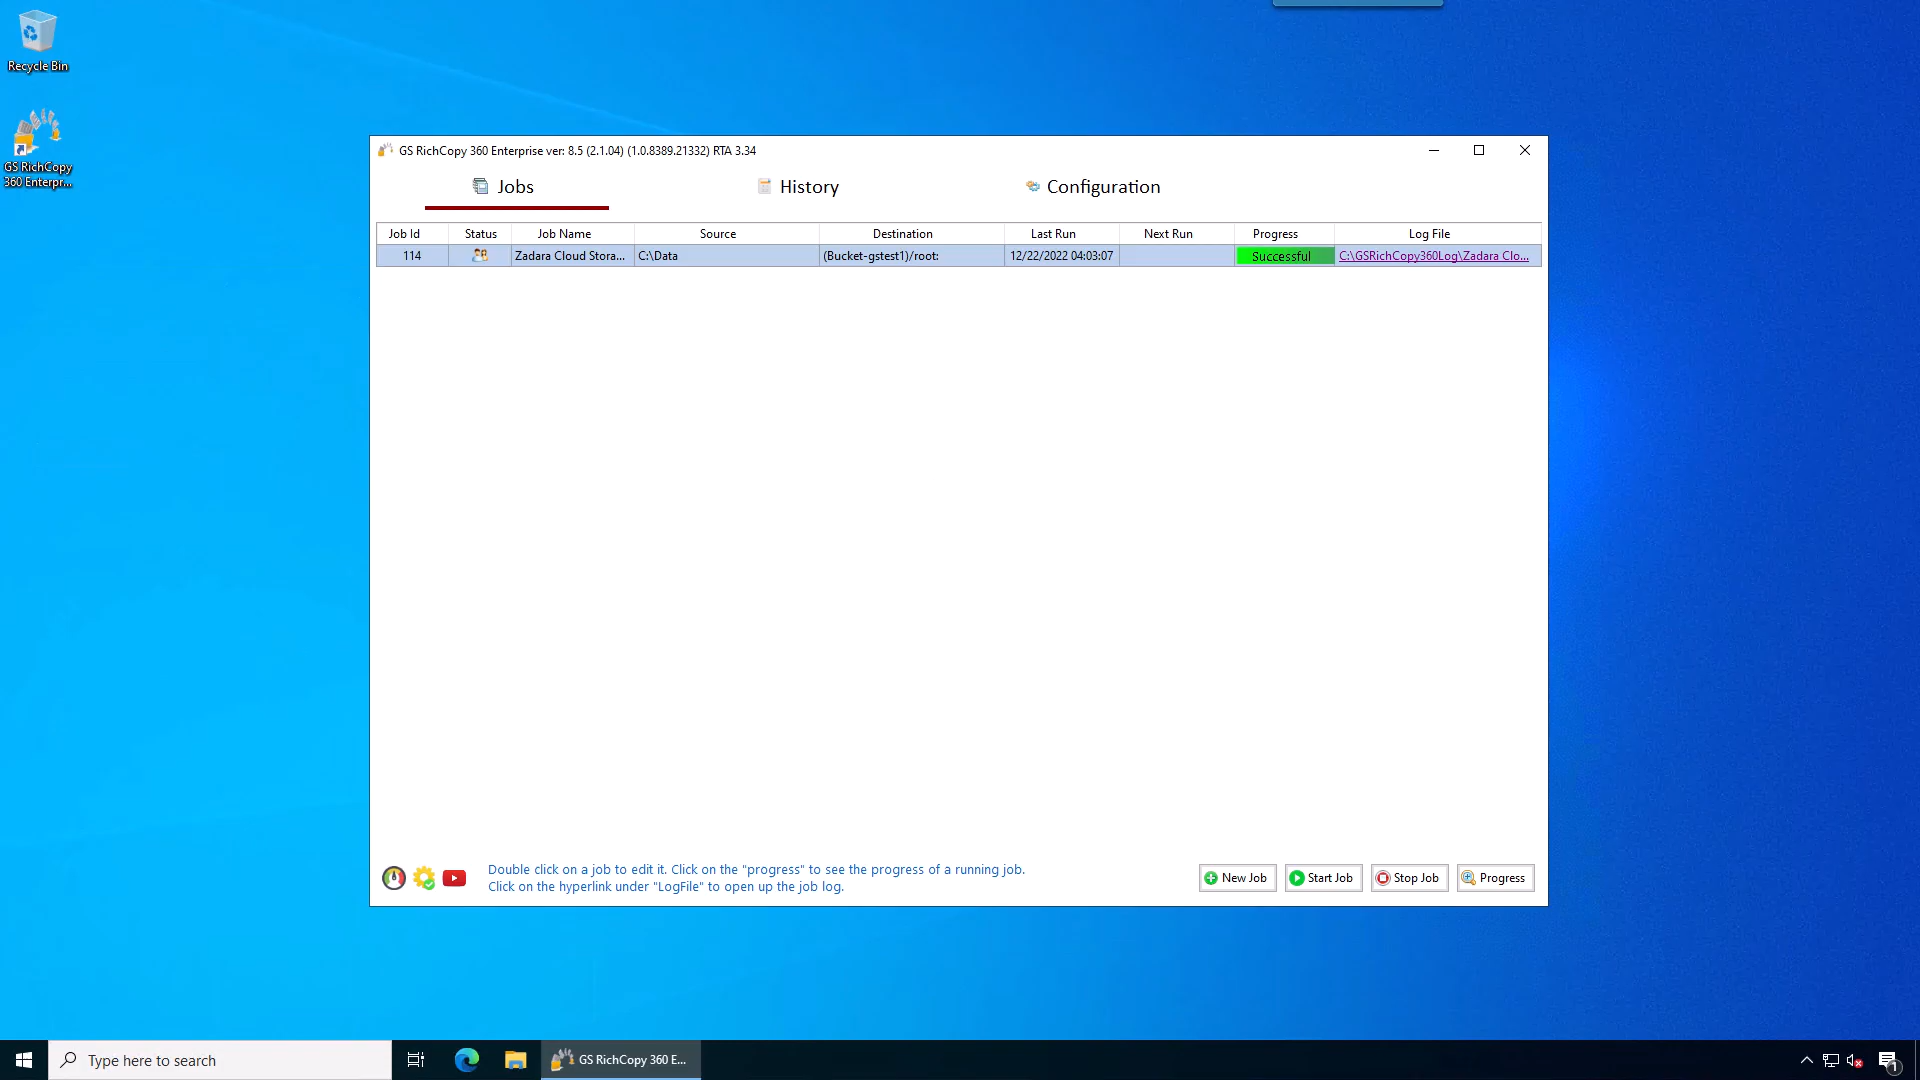 Recycle Bin
GS RichCopy
360 Enterpr...
GS RichCopy 360 Enterprise ver: 8.5 (2.1.04) (1.0.8389.21332) RTA 3.34
Jobs History Configuration
Job Id Status Job Name Source Destination Last Run Next Run Progress Log File
114 Zadara Cloud Stora... C:\Data (Bucket-gstest1)/root: 12/22/2022 04:03:07 Successful C:\GSRichCopy360Log\Zadara Clo...
Double click on a job to edit it. Click on the "progress" to see the progress of a running job.
Click on the hyperlink under "LogFile" to open up the job log.
New Job Start Job Stop Job Progress
Type here to search
GS RichCopy 360 E...
1